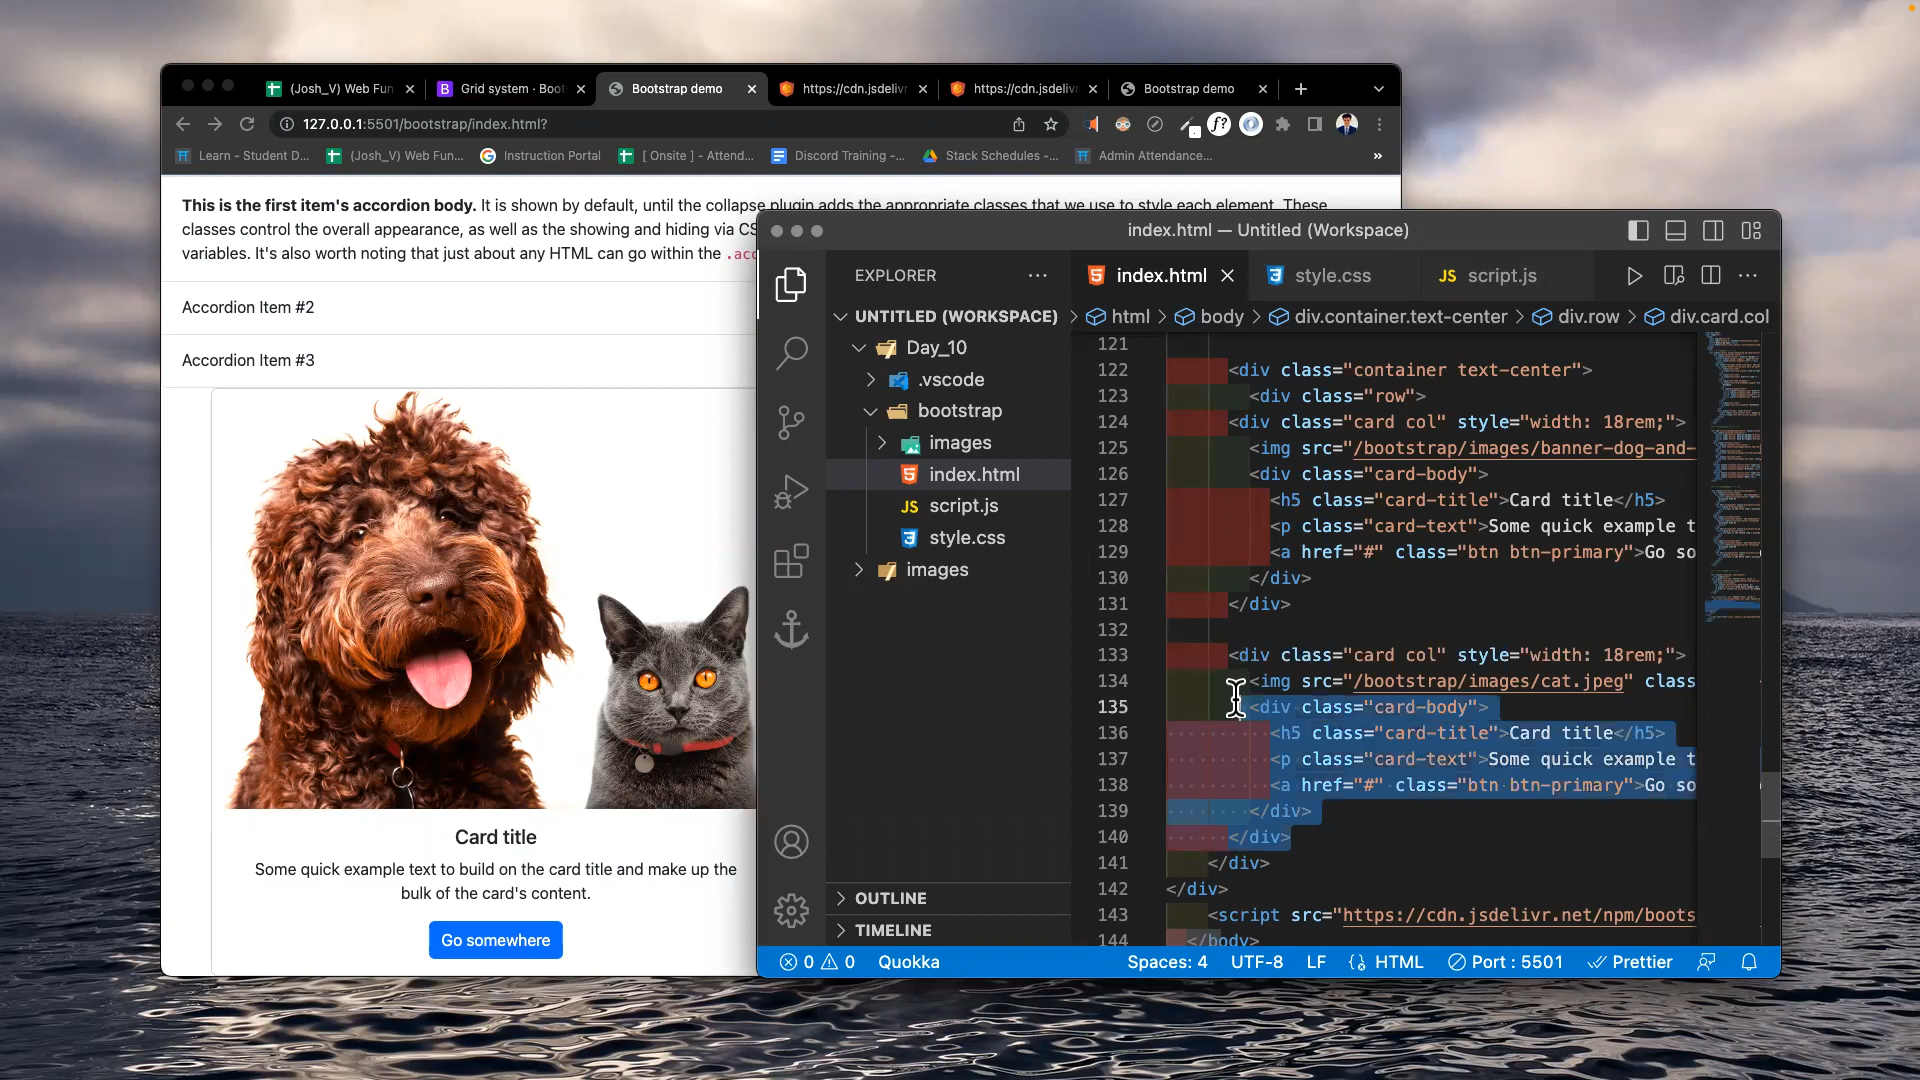 (Josh_V) Web Fun
Grid system · Boot
Bootstrap demo
https://cdn.jsdelivr
https://cdn.jsdeliv
Bootstrap demo
127.0.0.1:5501/bootstrap/index.html?
Learn - Student D...
(Josh_V) Web Fun...
Instruction Portal
[ Onsite ] - Attend...
Discord Training -...
Stack Schedules -...
Admin Attendance...
»
This is the first item's accordion body. It is shown by default, until the collapse plugin adds the appropriate classes that we use to style each element. These
classes control the overall appearance, as well as the showing and hiding via CS
variables. It's also worth noting that just about any HTML can go within the .acc
Accordion Item #2
Accordion Item #3
Card title
Some quick example text to build on the card title and make up the
bulk of the card's content.
Go somewhere
index.html — Untitled (Workspace)
EXPLORER
index.html
style.css
JS script.js
UNTITLED (WORKSPACE)
html > body > div.container.text-center > div.row > div.card.col
Day_10
.vscode
bootstrap
images
index.html
JS script.js
style.css
images
OUTLINE
TIMELINE
121
122 <div class="container text-center">
123 <div class="row">
124 <div class="card col" style="width: 18rem;">
125 <img src="/bootstrap/images/banner-dog-and-
126 <div class="card-body">
127 <h5 class="card-title">Card title</h5>
128 <p class="card-text">Some quick example t
129 <a href="#" class="btn btn-primary">Go so
130 </div>
131 </div>
132
133 <div class="card col" style="width: 18rem;">
134 <img src="/bootstrap/images/cat.jpeg" class
135 <div class="card-body">
136 <h5 class="card-title">Card title</h5>
137 <p class="card-text">Some quick example t
138 <a href="#" class="btn btn-primary">Go so
139 </div>
140 </div>
141 </div>
142 </div>
143 <script src="https://cdn.jsdelivr.net/npm/boots
144 </body>
0 0 Quokka
Spaces: 4 UTF-8 LF {} HTML Port : 5501 Prettier